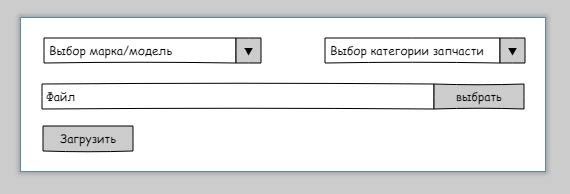 Выбор марка/модель
Выбор категории запчасти
Файл
выбрать
Загрузить